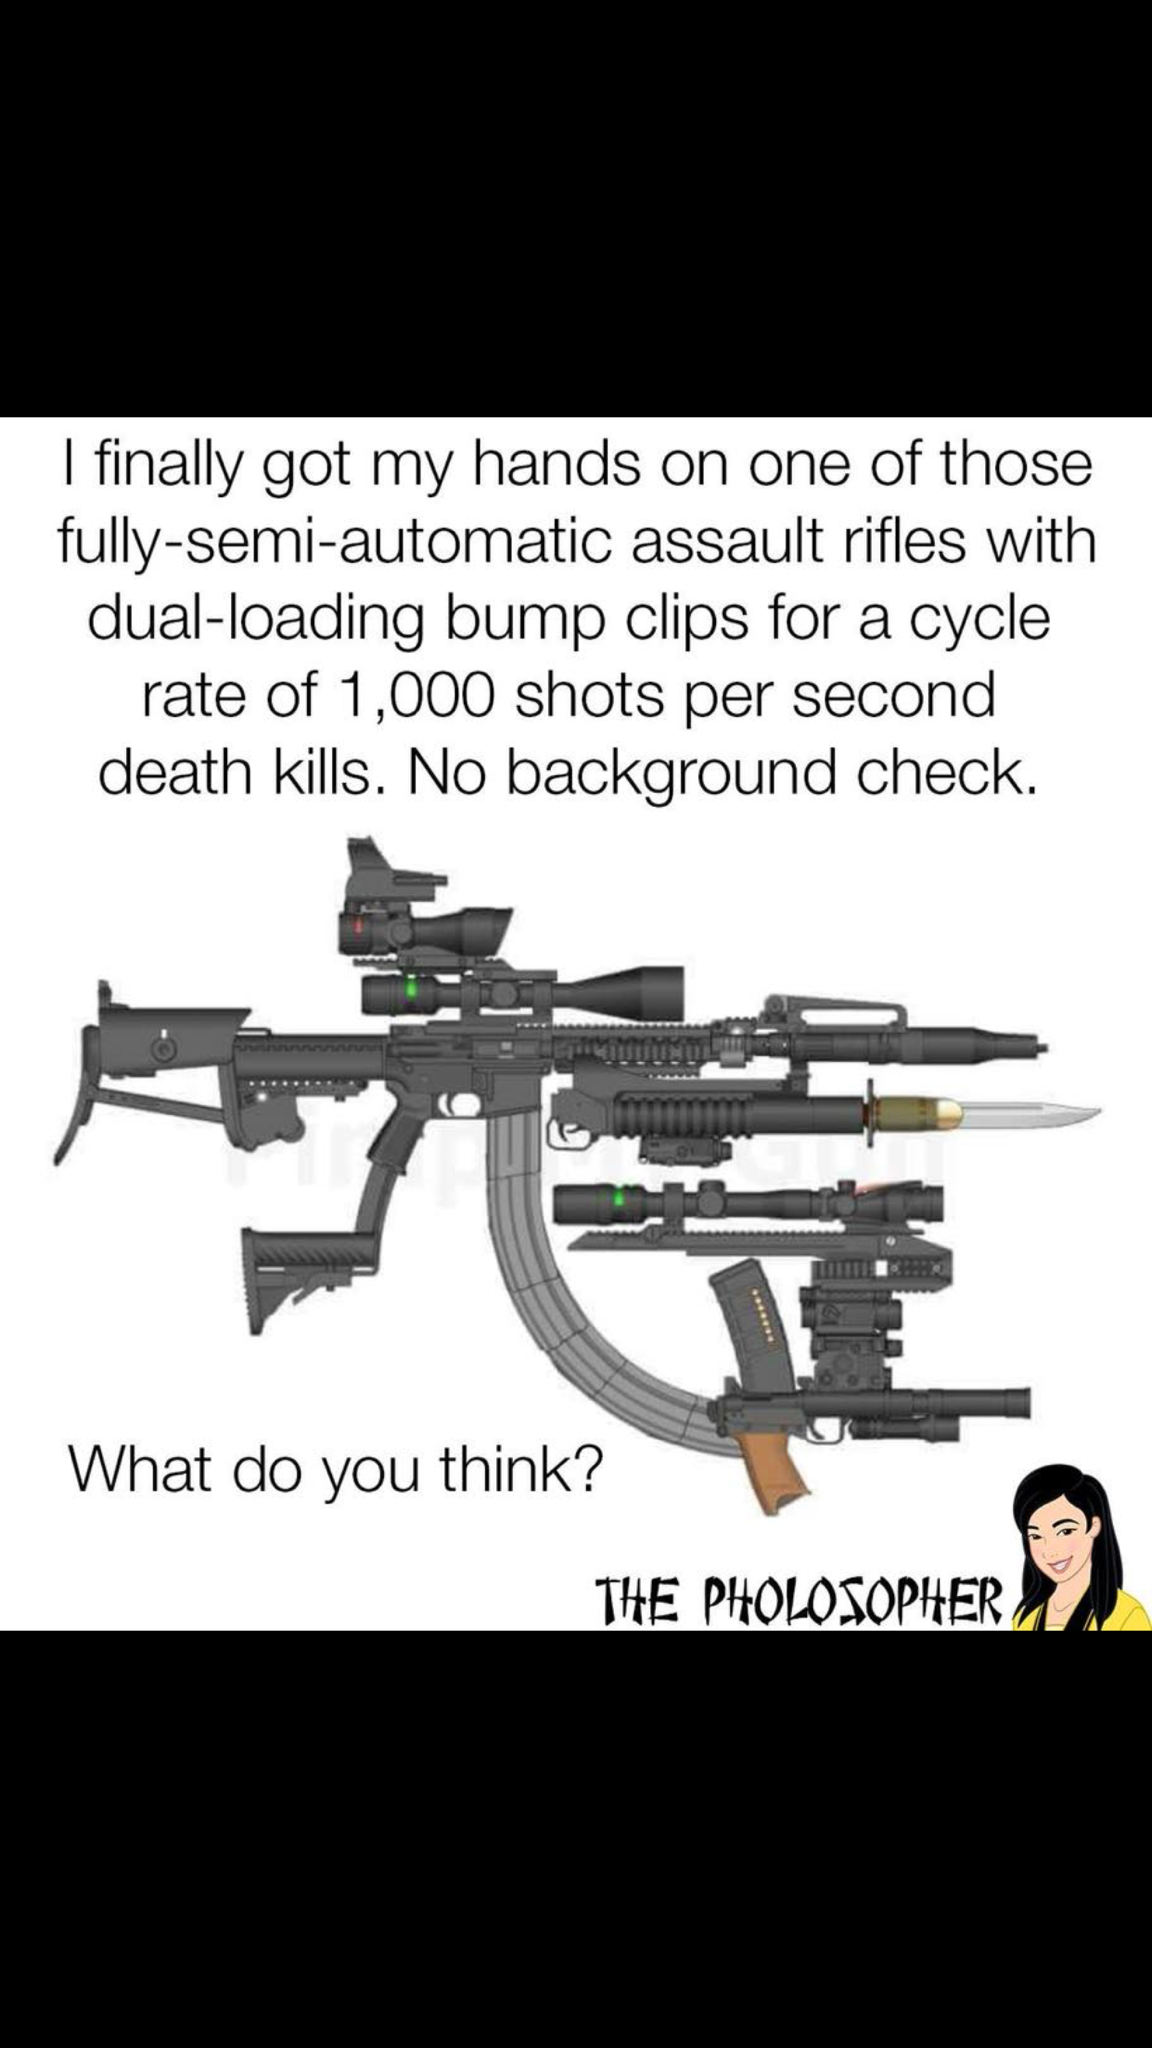 I finally got my hands on one of those
fully-semi-automatic assault rifles with
dual-loading bump clips for a cycle
rate of 1,000 shots per second
death kills. No background check.
What do you think?
THE PHOLOSOPHER